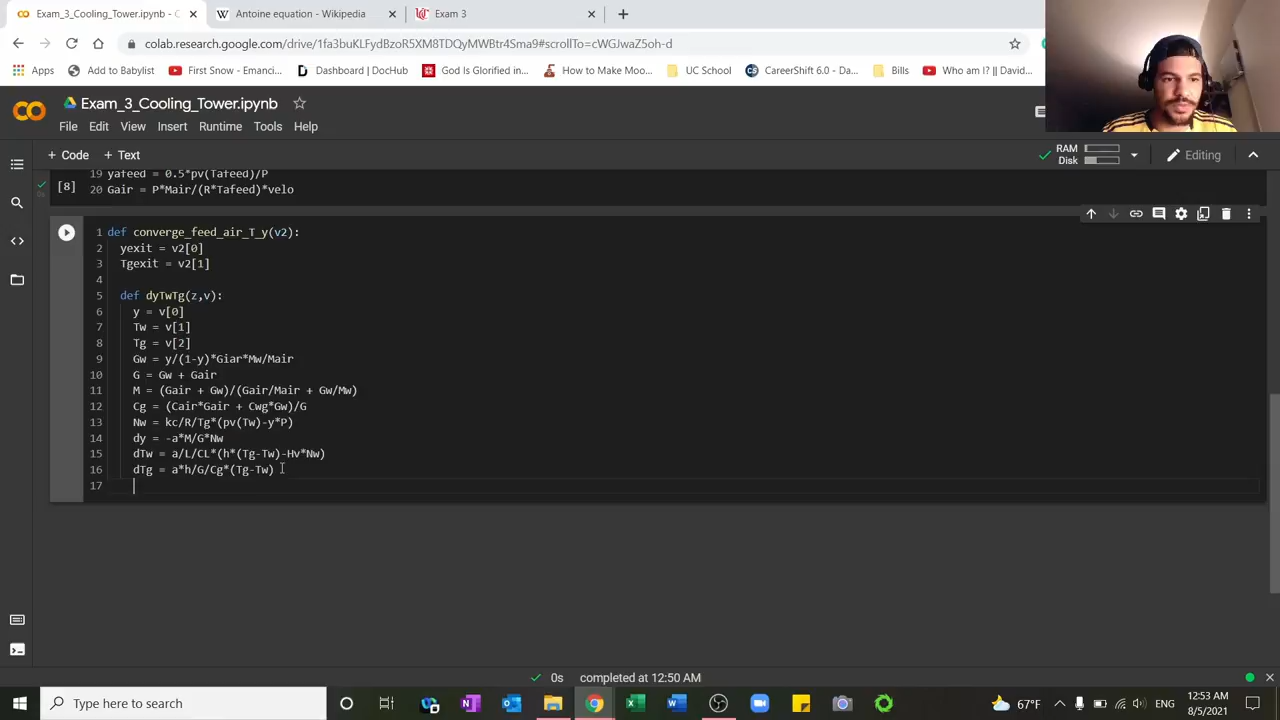 Exam_3_Cooling_Tower.ipynb - C
Antoine equation - Wikipedia
Exam 3
colab.research.google.com/drive/1fa3buKLFydBzoR5XM8TDQyMWBtr4Sma9#scrollTo=cWGJwaZ5oh-d
Apps
Add to Babylist
First Snow - Emanci...
Dashboard | DocHub
God Is Glorified in...
How to Make Moo...
UC School
CareerShift 6.0 - Da...
Bills
Who am I? || David...
Exam_3_Cooling_Tower.ipynb
File Edit View Insert Runtime Tools Help
+ Code + Text
RAM
Disk
Editing
[8]
19 yafeed = 0.5*pv(Tafeed)/P
20 Gair = P*Mair/(R*Tafeed)*velo
1 def converge_feed_air_T_y(v2):
2 yexit = v2[0]
3 Tgexit = v2[1]
4
5 def dyTwTg(z,v):
6 y = v[0]
7 Tw = v[1]
8 Tg = v[2]
9 Gw = y/(1-y)*Giar*Mw/Mair
10 G = Gw + Gair
11 M = (Gair + Gw)/(Gair/Mair + Gw/Mw)
12 Cg = (Cair*Gair + Cwg*Gw)/G
13 Nw = kc/R/Tg*(pv(Tw)-y*P)
14 dy = -a*M/G*Nw
15 dTw = a/L/CL*(h*(Tg-Tw)-Hv*Nw)
16 dTg = a*h/G/Cg*(Tg-Tw)
17
0s completed at 12:50 AM
Type here to search
67°F
ENG
12:53 AM
8/5/2021